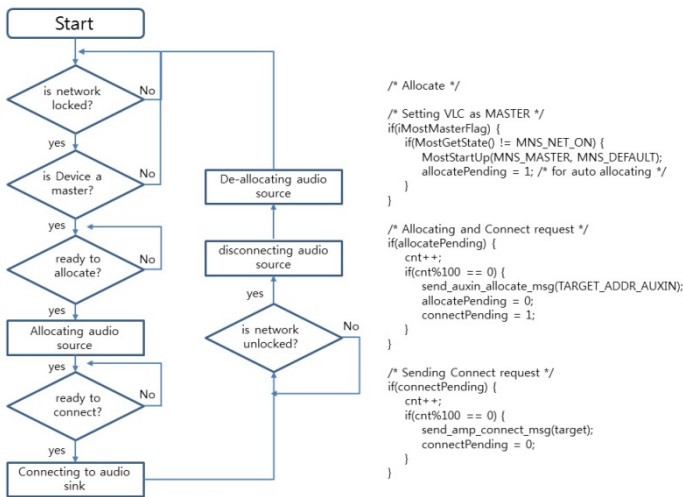 Start
is network
locked?
No
yes
is Device a
master?
No
yes
ready to
allocate?
No
yes
Allocating audio
source
yes
ready to
connect?
No
yes
Connecting to audio
sink
De-allocating audio
source
disconnecting audio
source
yes
is network
unlocked?
No
/* Allocate */
/* Setting VLC as MASTER */
if(iMostMasterFlag) {
if(MostGetState() != MNS_NET_ON) {
MostStartUp(MNS_MASTER, MNS_DEFAULT);
allocatePending = 1; /* for auto allocating */
}
}
/* Allocating and Connect request */
if(allocatePending) {
cnt++;
if(cnt%100 == 0) {
send_auxin_allocate_msg(TARGET_ADDR_AUXIN);
allocatePending = 0;
connectPending = 1;
}
}
/* Sending Connect request */
if(connectPending) {
cnt++;
if(cnt%100 == 0) {
send_amp_connect_msg(target);
connectPending = 0;
}
}